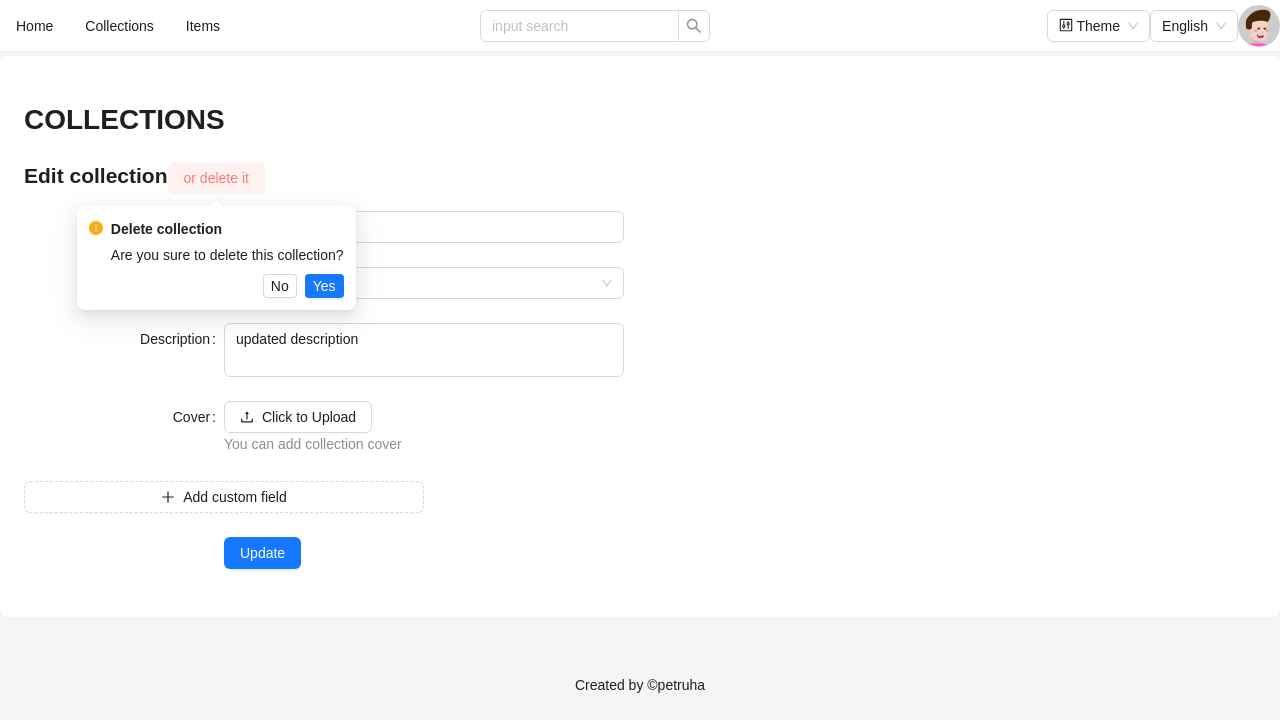 Home Collections Items input search Theme English
COLLECTIONS
Edit collection or delete it
Delete collection
Are you sure to delete this collection?
No Yes
Description: updated description
Cover: Click to Upload
You can add collection cover
Add custom field
Update
Created by ©petruha